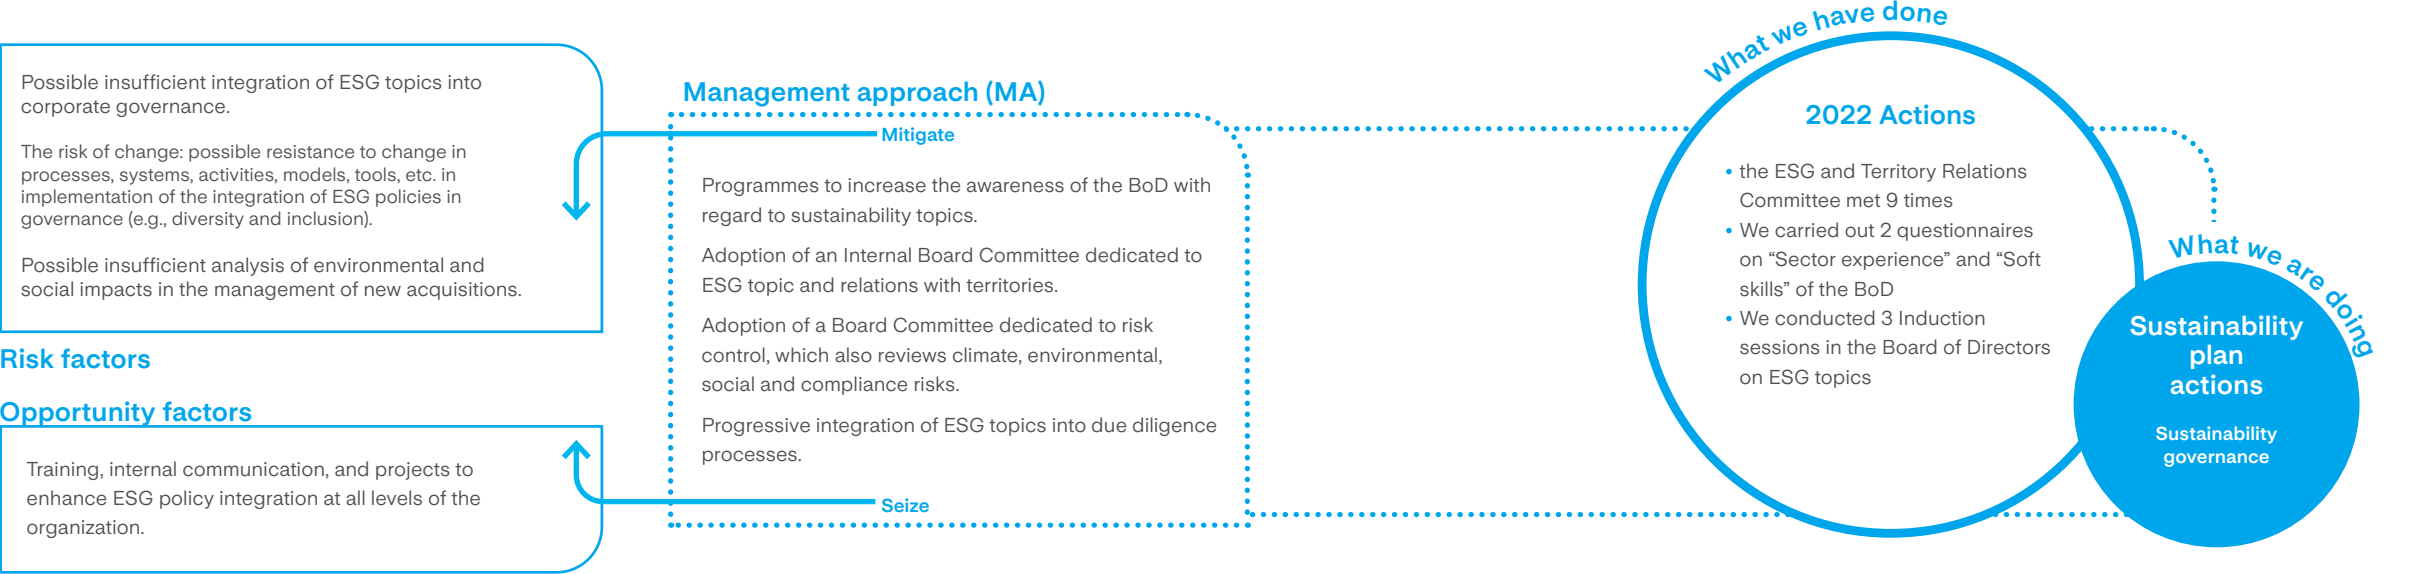 Possible insufficient integration of ESG topics into
corporate governance.
The risk of change: possible resistance to change in
processes, systems, activities, models, tools, etc. in
implementation of the integration of ESG policies in
governance (e.g., diversity and inclusion).
Possible insufficient analysis of environmental and
social impacts in the management of new acquisitions.
Risk factors
Opportunity factors
Training, internal communication, and projects to
enhance ESG policy integration at all levels of the
organization.
Management approach (MA)
Mitigate
Programmes to increase the awareness of the BoD with
regard to sustainability topics.
Adoption of an Internal Board Committee dedicated to
ESG topic and relations with territories.
Adoption of a Board Committee dedicated to risk
control, which also reviews climate, environmental,
social and compliance risks.
Progressive integration of ESG topics into due diligence
processes.
Seize
What we have done
2022 Actions
• the ESG and Territory Relations
Committee met 9 times
• We carried out 2 questionnaires
on “Sector experience” and “Soft
skills” of the BoD
• We conducted 3 Induction
sessions in the Board of Directors
on ESG topics
What we are doing
Sustainability
plan
actions
Sustainability
governance